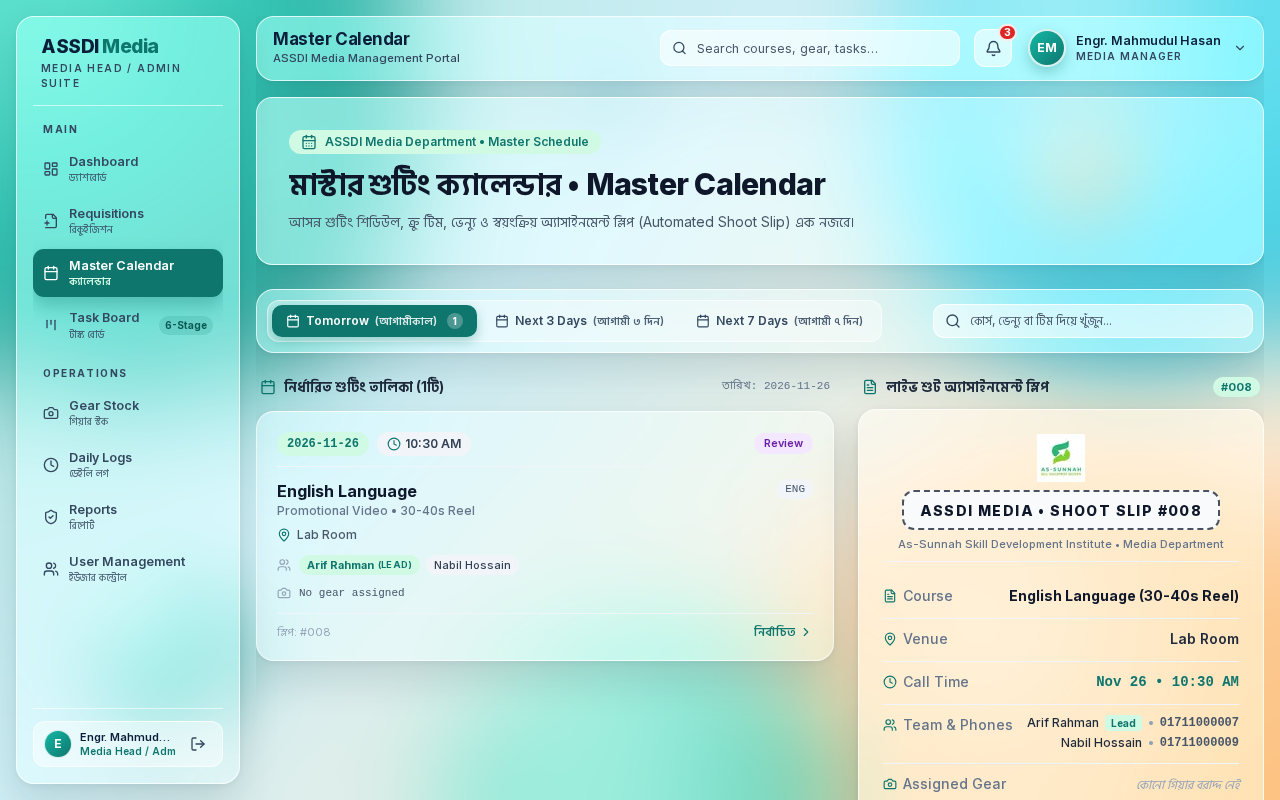 ASSDI Media
MEDIA HEAD / ADMIN
SUITE
MAIN
Dashboard
ড্যাশবোর্ড
Requisitions
রিকুইজিশন
Master Calendar
ক্যালেন্ডার
Task Board
টাস্ক বোর্ড
6-Stage
OPERATIONS
Gear Stock
গিয়ার স্টক
Daily Logs
ডেইলি লগ
Reports
রিপোর্ট
User Management
ইউজার কন্ট্রোল
E
Engr. Mahmud...
Media Head / Adm
Master Calendar
ASSDI Media Management Portal
Search courses, gear, tasks...
3
EM
Engr. Mahmudul Hasan
MEDIA MANAGER
ASSDI Media Department • Master Schedule
মাস্টার শুটিং ক্যালেন্ডার • Master Calendar
আসন্ন শুটিং শিডিউল, ক্রু টিম, ভেন্যু ও স্বয়ংক্রিয় অ্যাসাইনমেন্ট স্লিপ (Automated Shoot Slip) এক নজরে।
Tomorrow (আগামীকাল) 1
Next 3 Days (আগামী ৩ দিন)
Next 7 Days (আগামী ৭ দিন)
কোর্স, ভেন্যু বা টিম দিয়ে খুঁজুন...
নির্ধারিত শুটিং তালিকা (1টি)
তারিখ: 2026-11-26
2026-11-26
10:30 AM
Review
English Language
ENG
Promotional Video • 30-40s Reel
Lab Room
Arif Rahman (LEAD)
Nabil Hossain
No gear assigned
স্লিপ: #008
নির্বাচিত
লাইভ শুট অ্যাসাইনমেন্ট স্লিপ
#008
AS-SUNNAH
ASSDI MEDIA • SHOOT SLIP #008
As-Sunnah Skill Development Institute • Media Department
Course
English Language (30-40s Reel)
Venue
Lab Room
Call Time
Nov 26 • 10:30 AM
Team & Phones
Arif Rahman Lead • 01711000007
Nabil Hossain • 01711000009
Assigned Gear
কোনো গিয়ার বরাদ্দ নেই